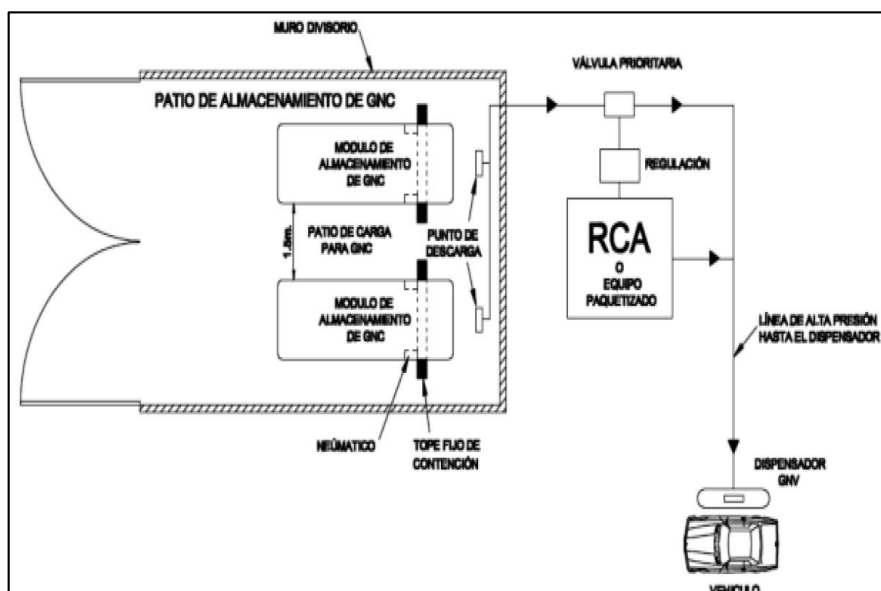 MURO DIVISORIO
VÁLVULA PRIORITARIA
PATIO DE ALMACENAMIENTO DE GNC
MODULO DE
ALMACENAMIENTO
DE GNC
REGULACIÓN
1.5m.
PATIO DE CARGA
PARA GNC
PUNTO DE
DESCARGA
RCA
O
EQUIPO
PAQUETIZADO
MODULO DE
ALMACENAMIENTO
DE GNC
LÍNEA DE ALTA PRESIÓN
HASTA EL DISPENSADOR
NEÜMATICO
TOPE FIJO DE
CONTENCIÓN
DISPENSADOR
GNV
VEHICULO